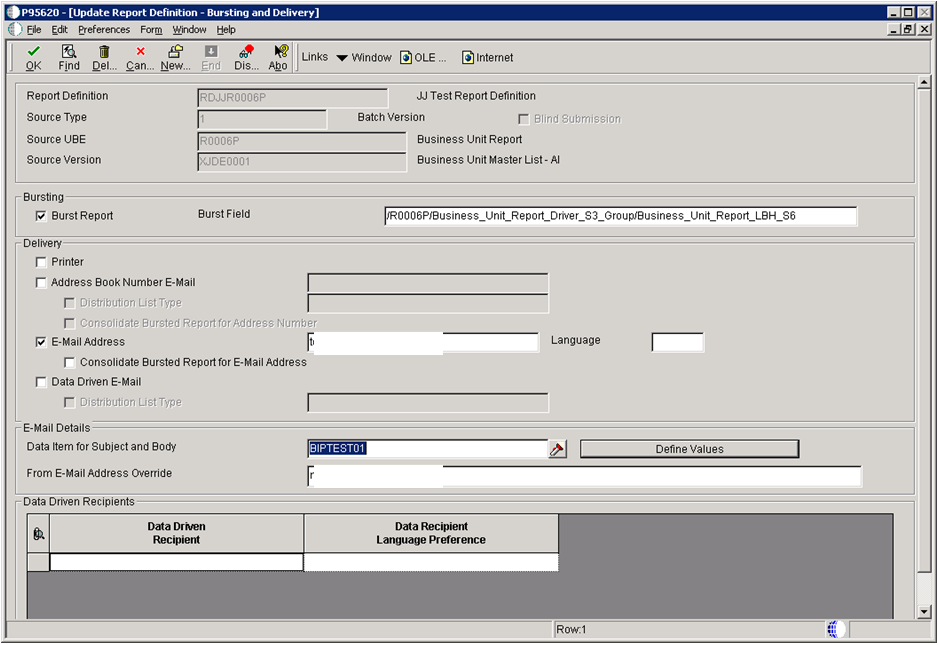 P95620 - [Update Report Definition - Bursting and Delivery]
File Edit Preferences Form Window Help
OK Find Del... Can... New... End Dis... Abo Links Window OLE ... Internet
Report Definition RDJJR0006P JJ Test Report Definition
Source Type 1 Batch Version Blind Submission
Source UBE R0006P Business Unit Report
Source Version XJDE0001 Business Unit Master List - AI
Bursting
Burst Report Burst Field /R0006P/Business_Unit_Report_Driver_S3_Group/Business_Unit_Report_LBH_S6
Delivery
Printer
Address Book Number E-Mail
Distribution List Type
Consolidate Bursted Report for Address Number
E-Mail Address Language
Consolidate Bursted Report for E-Mail Address
Data Driven E-Mail
Distribution List Type
E-Mail Details
Data Item for Subject and Body BIPTEST01 Define Values
From E-Mail Address Override
Data Driven Recipients
Data Driven Recipient Data Recipient Language Preference
Row:1